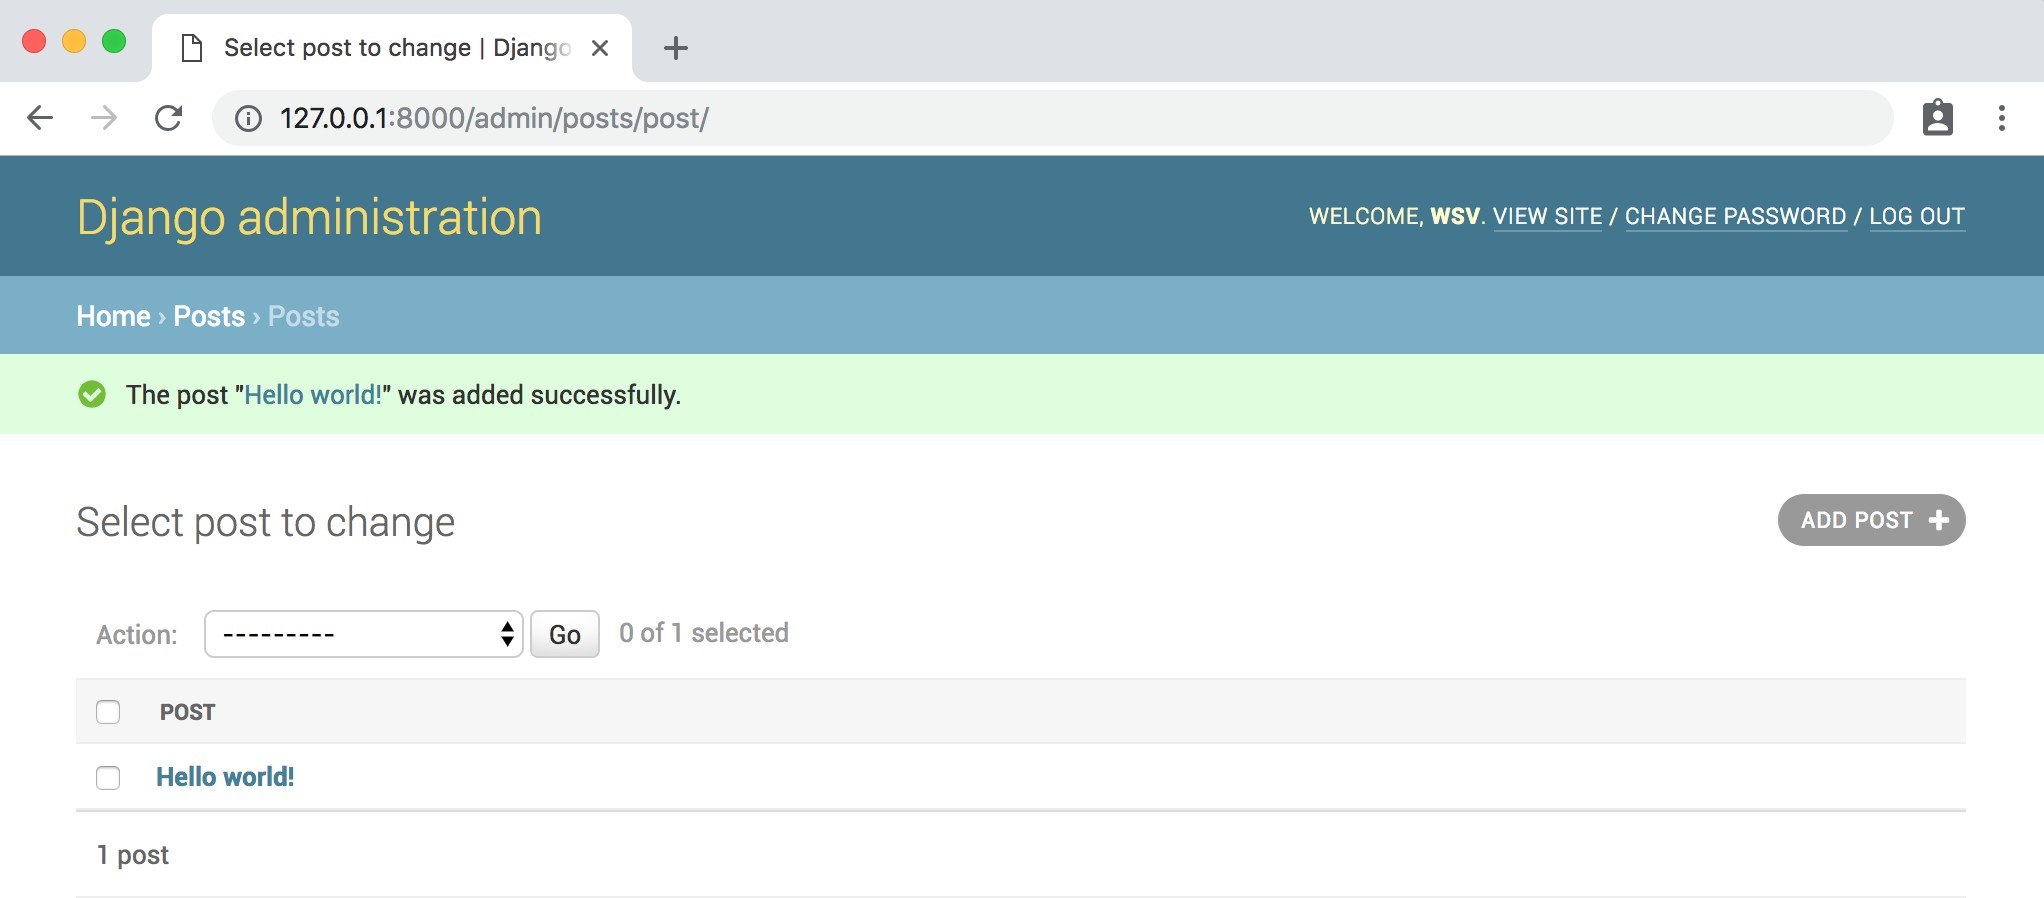 Select post to change | Django
127.0.0.1:8000/admin/posts/post/
Django administration
WELCOME, WSV. VIEW SITE / CHANGE PASSWORD / LOG OUT
Home › Posts › Posts
The post "Hello world!" was added successfully.
Select post to change
ADD POST +
Action: --------- Go 0 of 1 selected
POST
Hello world!
1 post